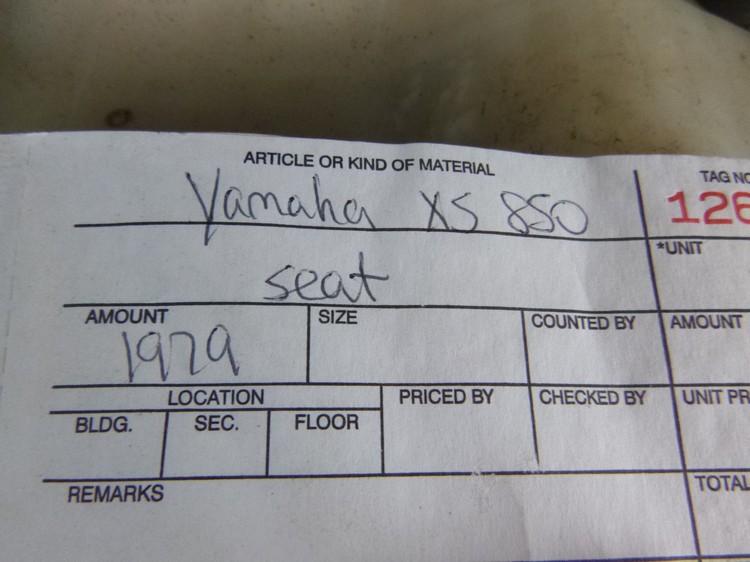 ARTICLE OR KIND OF MATERIAL
TAG NO
Yamaha XS 850
126
*UNIT
seat
AMOUNT
SIZE
COUNTED BY
AMOUNT
1979
LOCATION
PRICED BY
CHECKED BY
UNIT PR
BLDG.
SEC.
FLOOR
REMARKS
TOTAL